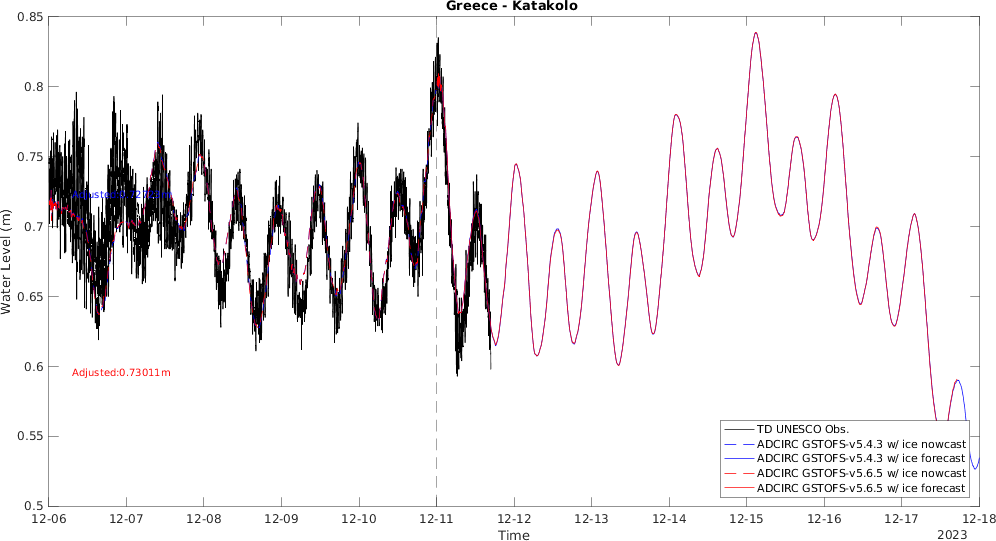 Greece - Katakolo
0.85
0.8
0.75
0.7
0.65
0.6
0.55
0.5
Water Level (m)
Adjusted:0.73011m
TD UNESCO Obs.
ADCIRC GSTOFS-v5.4.3 w/ ice nowcast
ADCIRC GSTOFS-v5.4.3 w/ ice forecast
ADCIRC GSTOFS-v5.6.5 w/ ice nowcast
ADCIRC GSTOFS-v5.6.5 w/ ice forecast
12-06 12-07 12-08 12-09 12-10 12-11 12-12 12-13 12-14 12-15 12-16 12-17 12-18
Time
2023